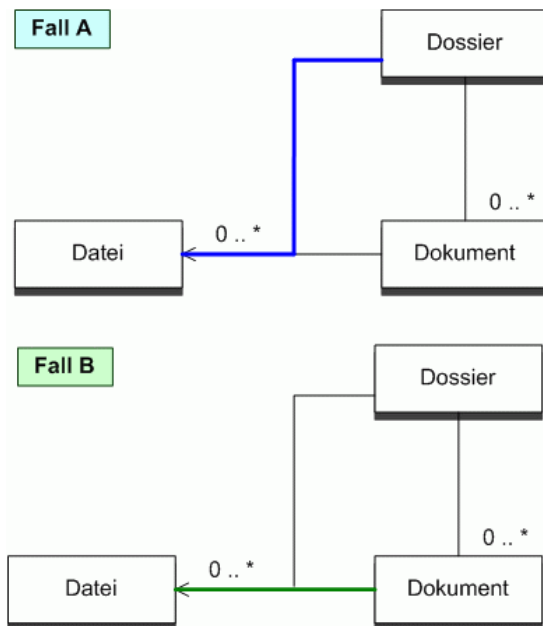 Fall A
Dossier
0 .. *
0 .. *
Datei
Dokument
Fall B
Dossier
0 .. *
0 .. *
Datei
Dokument